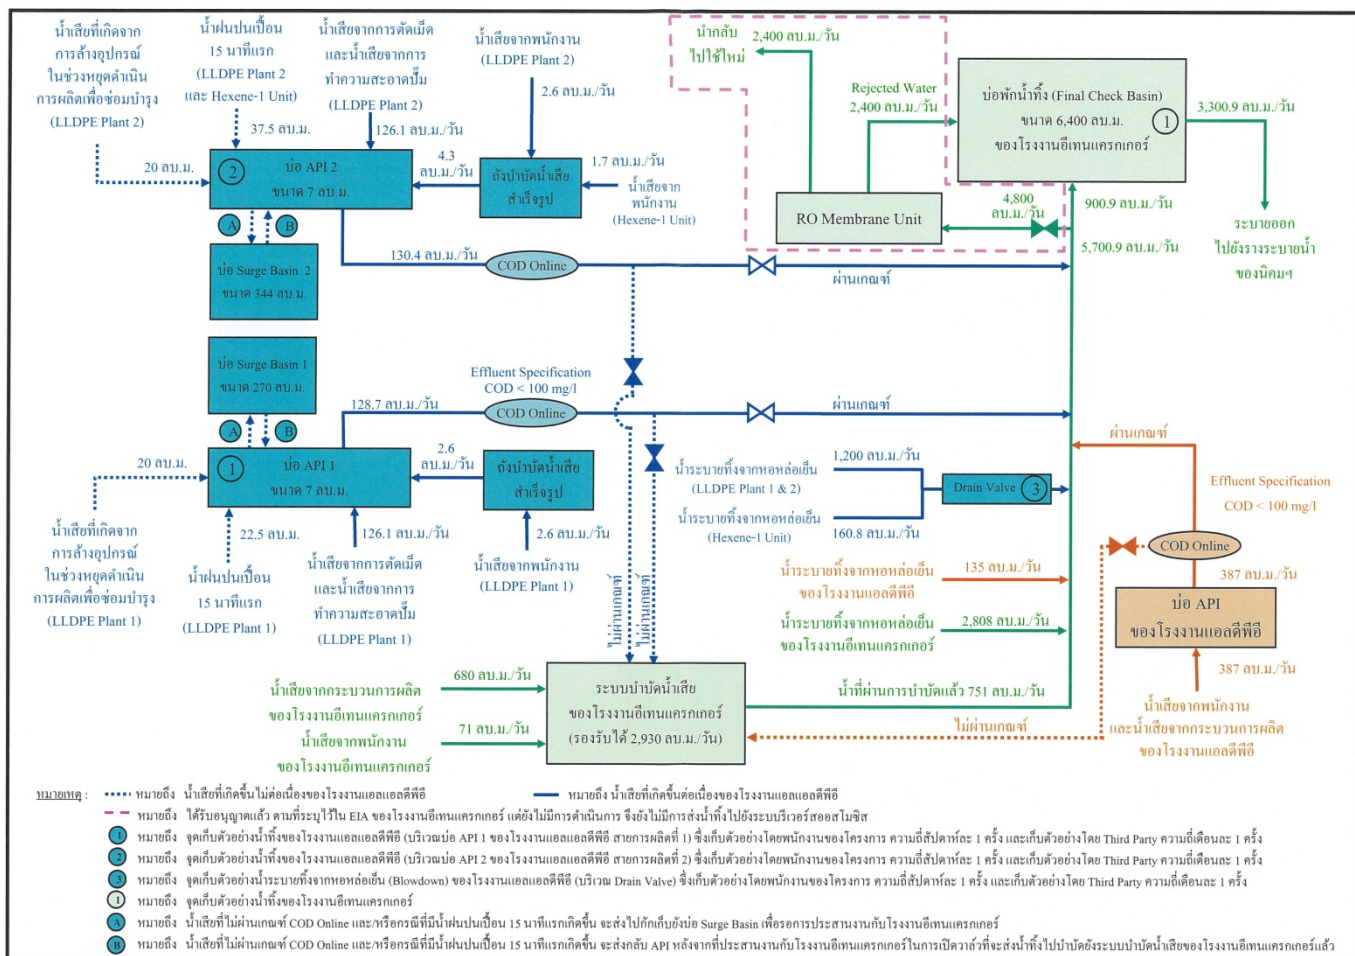 น้ำเสียที่เกิดจาก
การล้างอุปกรณ์
ในช่วงหยุดดำเนิน
การผลิตเพื่อซ่อมบำรุง
(LLDPE Plant 2)
น้ำฝนปนเปื้อน
15 นาทีแรก
(LLDPE Plant 2
และ Hexene-1 Unit)
น้ำเสียจากการตัดเม็ด
และน้ำเสียจากการ
ทำความสะอาดปั๊ม
(LLDPE Plant 2)
น้ำเสียจากพนักงาน
(LLDPE Plant 2)
2.6 ลบ.ม./วัน
37.5 ลบ.ม.
126.1 ลบ.ม./วัน
20 ลบ.ม.
2
บ่อ API 2
ขนาด 7 ลบ.ม.
4.3
ลบ.ม./วัน
ถังบำบัดน้ำเสีย
สำเร็จรูป
1.7 ลบ.ม./วัน
น้ำเสียจาก
พนักงาน
(Hexene-1 Unit)
A
B
บ่อ Surge Basin 2
ขนาด 344 ลบ.ม.
130.4 ลบ.ม./วัน
COD Online
ผ่านเกณฑ์
นำกลับ
ไปใช้ใหม่
2,400 ลบ.ม./วัน
Rejected Water
2,400 ลบ.ม./วัน
บ่อพักน้ำทิ้ง (Final Check Basin)
ขนาด 6,400 ลบ.ม.
ของโรงงานอีเทนแครกเกอร์
1
3,300.9 ลบ.ม./วัน
ระบายออก
ไปยังรางระบายน้ำ
ของนิคมฯ
RO Membrane Unit
4,800
ลบ.ม./วัน
900.9 ลบ.ม./วัน
5,700.9 ลบ.ม./วัน
บ่อ Surge Basin 1
ขนาด 270 ลบ.ม.
A
B
128.7 ลบ.ม./วัน
Effluent Specification
COD < 100 mg/l
COD Online
ผ่านเกณฑ์
20 ลบ.ม.
1
บ่อ API 1
ขนาด 7 ลบ.ม.
2.6
ลบ.ม./วัน
ถังบำบัดน้ำเสีย
สำเร็จรูป
2.6 ลบ.ม./วัน
น้ำเสียจากพนักงาน
(LLDPE Plant 1)
22.5 ลบ.ม.
126.1 ลบ.ม./วัน
น้ำเสียที่เกิดจาก
การล้างอุปกรณ์
ในช่วงหยุดดำเนิน
การผลิตเพื่อซ่อมบำรุง
(LLDPE Plant 1)
น้ำฝนปนเปื้อน
15 นาทีแรก
(LLDPE Plant 1)
น้ำเสียจากการตัดเม็ด
และน้ำเสียจากการ
ทำความสะอาดปั๊ม
(LLDPE Plant 1)
ไม่ผ่านเกณฑ์
ไม่ผ่านเกณฑ์
น้ำระบายทิ้งจากหอหล่อเย็น
(LLDPE Plant 1 & 2)
1,200 ลบ.ม./วัน
น้ำระบายทิ้งจากหอหล่อเย็น
(Hexene-1 Unit)
160.8 ลบ.ม./วัน
Drain Valve
3
น้ำระบายทิ้งจากหอหล่อเย็น
ของโรงงานแอลดีพีอี
135 ลบ.ม./วัน
น้ำระบายทิ้งจากหอหล่อเย็น
ของโรงงานอีเทนแครกเกอร์
2,808 ลบ.ม./วัน
ผ่านเกณฑ์
Effluent Specification
COD < 100 mg/l
COD Online
387 ลบ.ม./วัน
บ่อ API
ของโรงงานแอลดีพีอี
387 ลบ.ม./วัน
น้ำเสียจากพนักงาน
และน้ำเสียจากกระบวนการผลิต
ของโรงงานแอลดีพีอี
ไม่ผ่านเกณฑ์
น้ำเสียจากกระบวนการผลิต
ของโรงงานอีเทนแครกเกอร์
680 ลบ.ม./วัน
น้ำเสียจากพนักงาน
ของโรงงานอีเทนแครกเกอร์
71 ลบ.ม./วัน
ระบบบำบัดน้ำเสีย
ของโรงงานอีเทนแครกเกอร์
(รองรับได้ 2,930 ลบ.ม./วัน)
น้ำที่ผ่านการบำบัดแล้ว 751 ลบ.ม./วัน
หมายเหตุ : หมายถึง น้ำเสียที่เกิดขึ้นไม่ต่อเนื่องของโรงงานแอลแอลดีพีอี หมายถึง น้ำเสียที่เกิดขึ้นต่อเนื่องของโรงงานแอลแอลดีพีอี
หมายถึง ได้รับอนุญาตแล้ว ตามที่ระบุไว้ใน EIA ของโรงงานอีเทนแครกเกอร์ แต่ยังไม่มีการดำเนินการ จึงยังไม่มีการส่งน้ำทิ้งไปยังระบบรีเวอร์สออสโมซิส
1 หมายถึง จุดเก็บตัวอย่างน้ำทิ้งของโรงงานแอลแอลดีพีอี (บริเวณบ่อ API 1 ของโรงงานแอลแอลดีพีอี สายการผลิตที่ 1) ซึ่งเก็บตัวอย่างโดยพนักงานของโครงการ ความถี่สัปดาห์ละ 1 ครั้ง และเก็บตัวอย่างโดย Third Party ความถี่เดือนละ 1 ครั้ง
2 หมายถึง จุดเก็บตัวอย่างน้ำทิ้งของโรงงานแอลแอลดีพีอี (บริเวณบ่อ API 2 ของโรงงานแอลแอลดีพีอี สายการผลิตที่ 2) ซึ่งเก็บตัวอย่างโดยพนักงานของโครงการ ความถี่สัปดาห์ละ 1 ครั้ง และเก็บตัวอย่างโดย Third Party ความถี่เดือนละ 1 ครั้ง
3 หมายถึง จุดเก็บตัวอย่างน้ำระบายทิ้งจากหอหล่อเย็น (Blowdown) ของโรงงานแอลแอลดีพีอี (บริเวณ Drain Valve) ซึ่งเก็บตัวอย่างโดยพนักงานของโครงการ ความถี่สัปดาห์ละ 1 ครั้ง และเก็บตัวอย่างโดย Third Party ความถี่เดือนละ 1 ครั้ง
1 หมายถึง จุดเก็บตัวอย่างน้ำทิ้งของโรงงานอีเทนแครกเกอร์
A หมายถึง น้ำเสียที่ไม่ผ่านเกณฑ์ COD Online และ/หรือกรณีที่มีน้ำฝนปนเปื้อน 15 นาทีแรกเกิดขึ้น จะส่งไปกักเก็บยังบ่อ Surge Basin เพื่อรอการประสานงานกับโรงงานอีเทนแครกเกอร์
B หมายถึง น้ำเสียที่ไม่ผ่านเกณฑ์ COD Online และ/หรือกรณีที่มีน้ำฝนปนเปื้อน 15 นาทีแรกเกิดขึ้น จะส่งกลับ API หลังจากที่ประสานงานกับโรงงานอีเทนแครกเกอร์ในการเปิดวาล์วที่จะส่งน้ำทิ้งไปบำบัดยังระบบบำบัดน้ำเสียของโรงงานอีเทนแครกเกอร์แล้ว